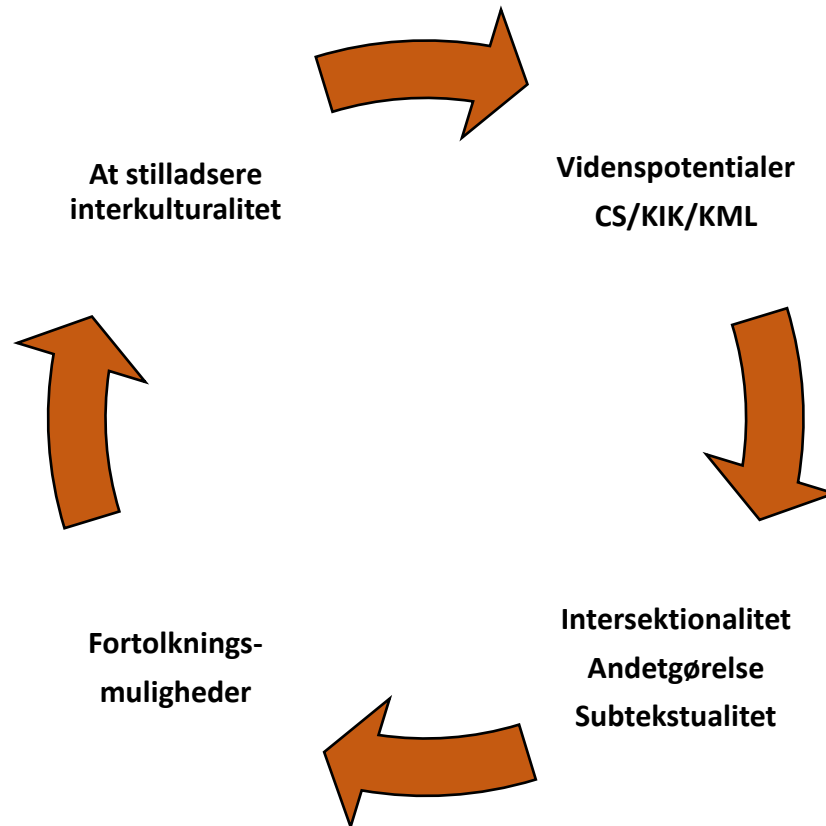 At stilladsere
interkulturalitet
Videnspotentialer
CS/KIK/KML
Intersektionalitet
Andetgørelse
Subtekstualitet
Fortolknings-
muligheder